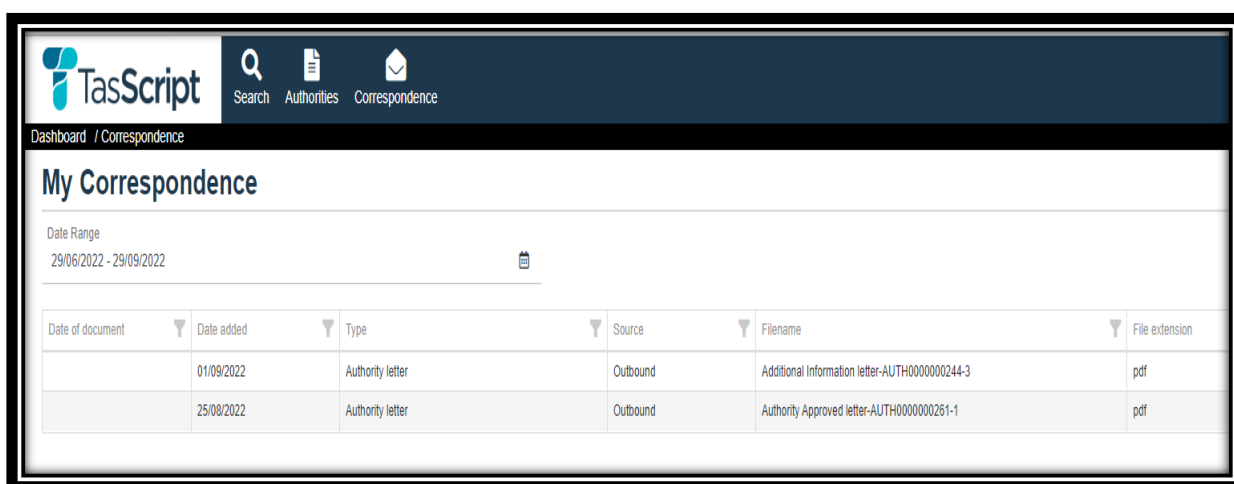 TasScript
Search Authorities Correspondence
Dashboard / Correspondence
My Correspondence
Date Range
29/06/2022 - 29/09/2022
Date of document Date added Type Source Filename File extension
01/09/2022 Authority letter Outbound Additional Information letter-AUTH0000000244-3 pdf
25/08/2022 Authority letter Outbound Authority Approved letter-AUTH0000000261-1 pdf